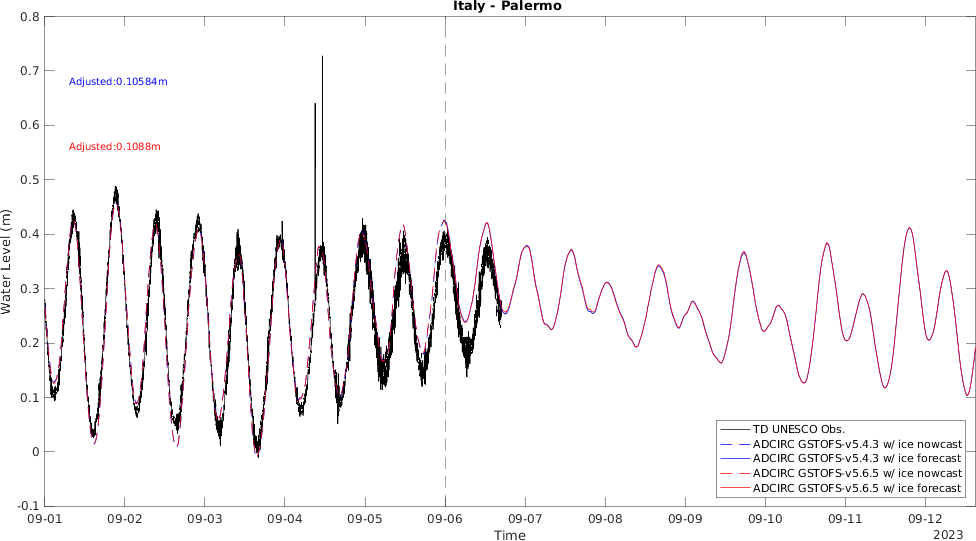 Italy - Palermo
0.8
0.7
0.6
0.5
0.4
0.3
0.2
0.1
0
-0.1
Water Level (m)
Adjusted:0.10584m
Adjusted:0.1088m
TD UNESCO Obs.
ADCIRC GSTOFS-v5.4.3 w/ ice nowcast
ADCIRC GSTOFS-v5.4.3 w/ ice forecast
ADCIRC GSTOFS-v5.6.5 w/ ice nowcast
ADCIRC GSTOFS-v5.6.5 w/ ice forecast
09-01 09-02 09-03 09-04 09-05 09-06 09-07 09-08 09-09 09-10 09-11 09-12
Time
2023